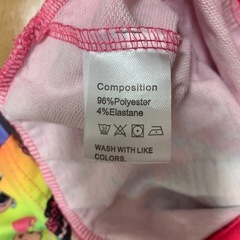 Composition
96%Polyester
4%Elastane
WASH WITH LIKE
COLORS.